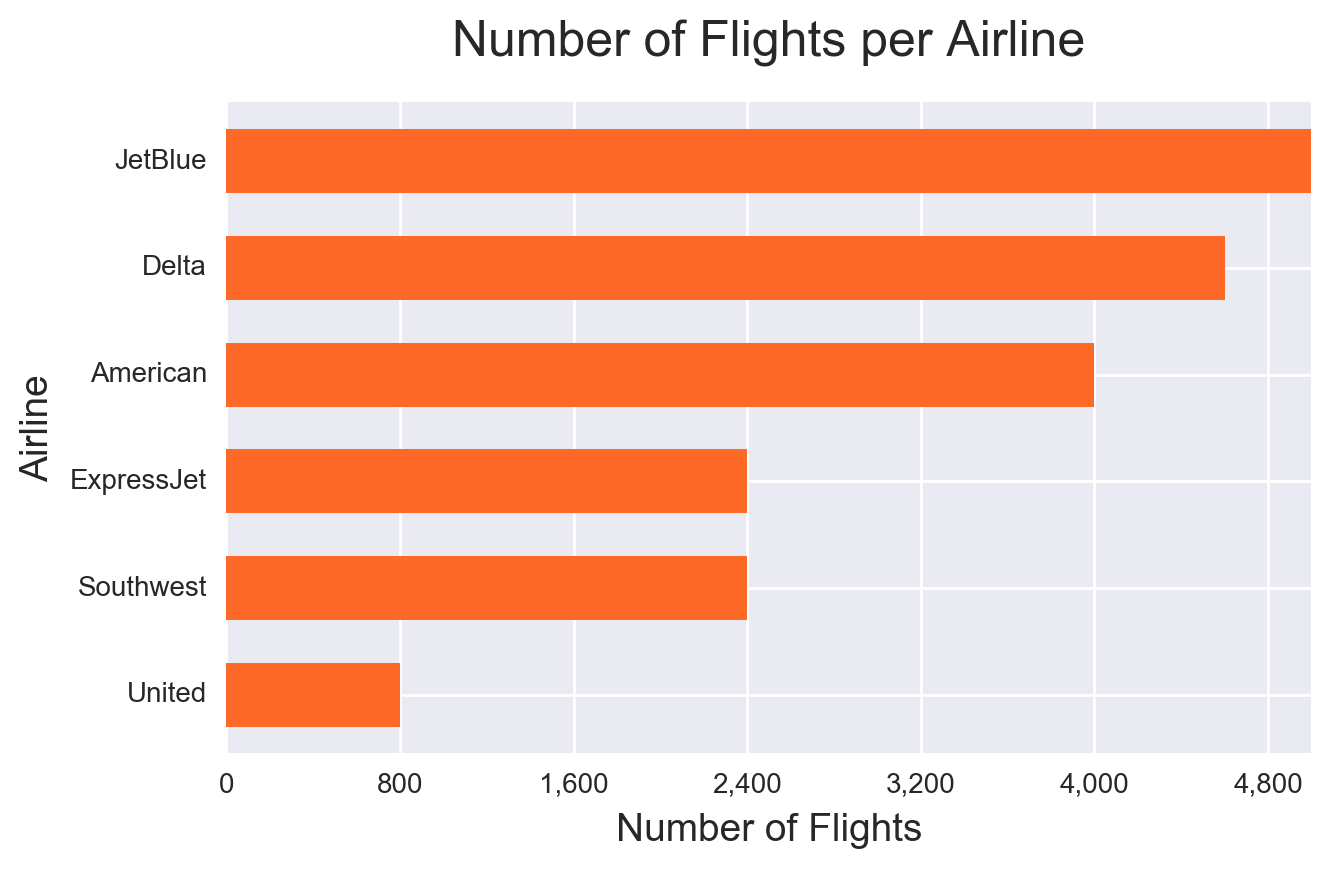 Number of Flights per Airline
JetBlue
Delta
American
ExpressJet
Southwest
United
Airline
0 800 1,600 2,400 3,200 4,000 4,800
Number of Flights